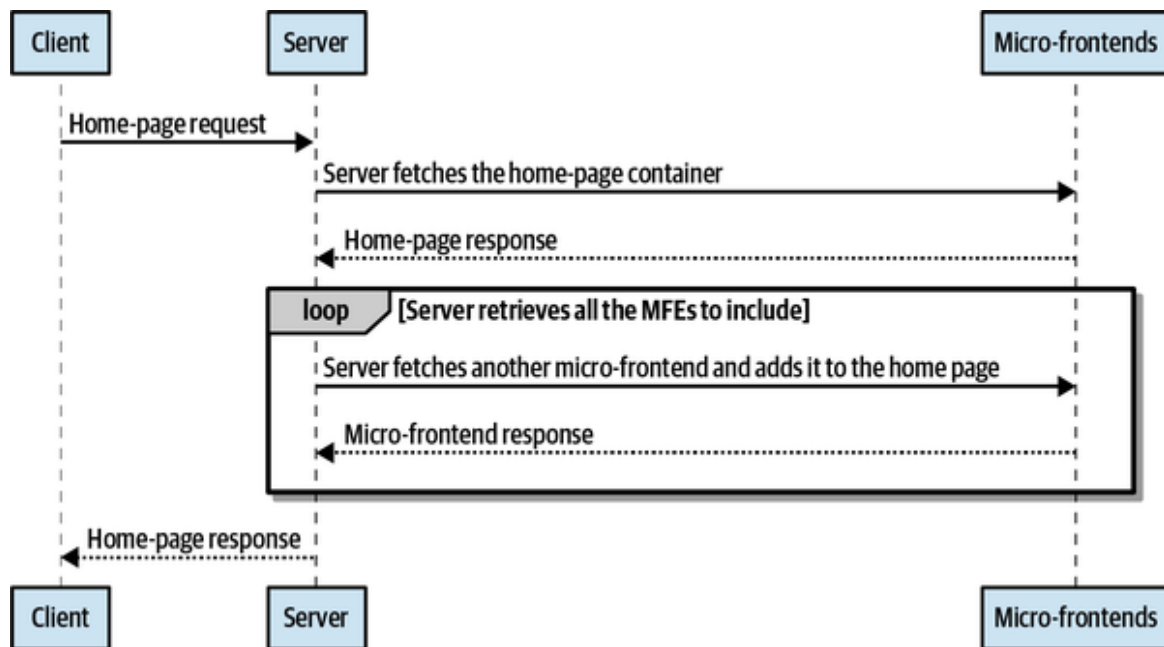 Client
Server
Micro-frontends
Home-page request
Server fetches the home-page container
Home-page response
loop
[Server retrieves all the MFEs to include]
Server fetches another micro-frontend and adds it to the home page
Micro-frontend response
Home-page response
Client
Server
Micro-frontends